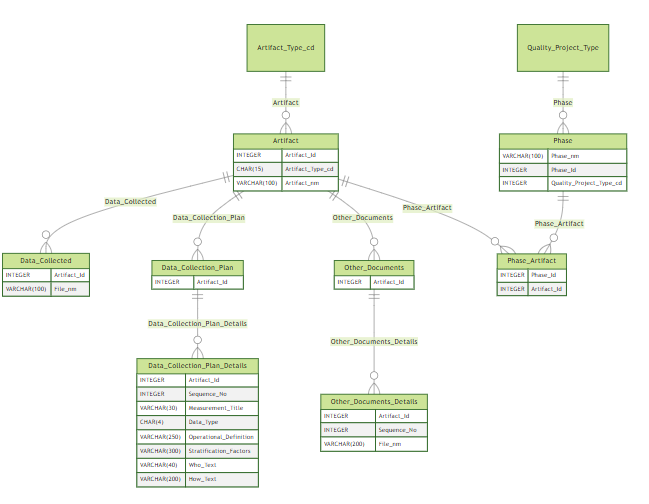 Artifact_Type_cd
Quality_Project_Type
Artifact
Phase
Artifact
INTEGER Artifact_Id
CHAR(15) Artifact_Type_cd
VARCHAR(100) Artifact_nm
Phase
VARCHAR(100) Phase_nm
INTEGER Phase_Id
INTEGER Quality_Project_Type_cd
Data_Collected
Data_Collection_Plan
Other_Documents
Phase_Artifact
Phase_Artifact
Data_Collected
INTEGER Artifact_Id
VARCHAR(100) File_nm
Data_Collection_Plan
INTEGER Artifact_Id
Other_Documents
INTEGER Artifact_Id
Phase_Artifact
INTEGER Phase_Id
INTEGER Artifact_Id
Data_Collection_Plan_Details
Other_Documents_Details
Data_Collection_Plan_Details
INTEGER Artifact_Id
INTEGER Sequence_No
VARCHAR(30) Measurement_Title
CHAR(4) Data_Type
VARCHAR(250) Operational_Definition
VARCHAR(300) Stratification_Factors
VARCHAR(40) Who_Text
VARCHAR(200) How_Text
Other_Documents_Details
INTEGER Artifact_Id
INTEGER Sequence_No
VARCHAR(200) File_nm